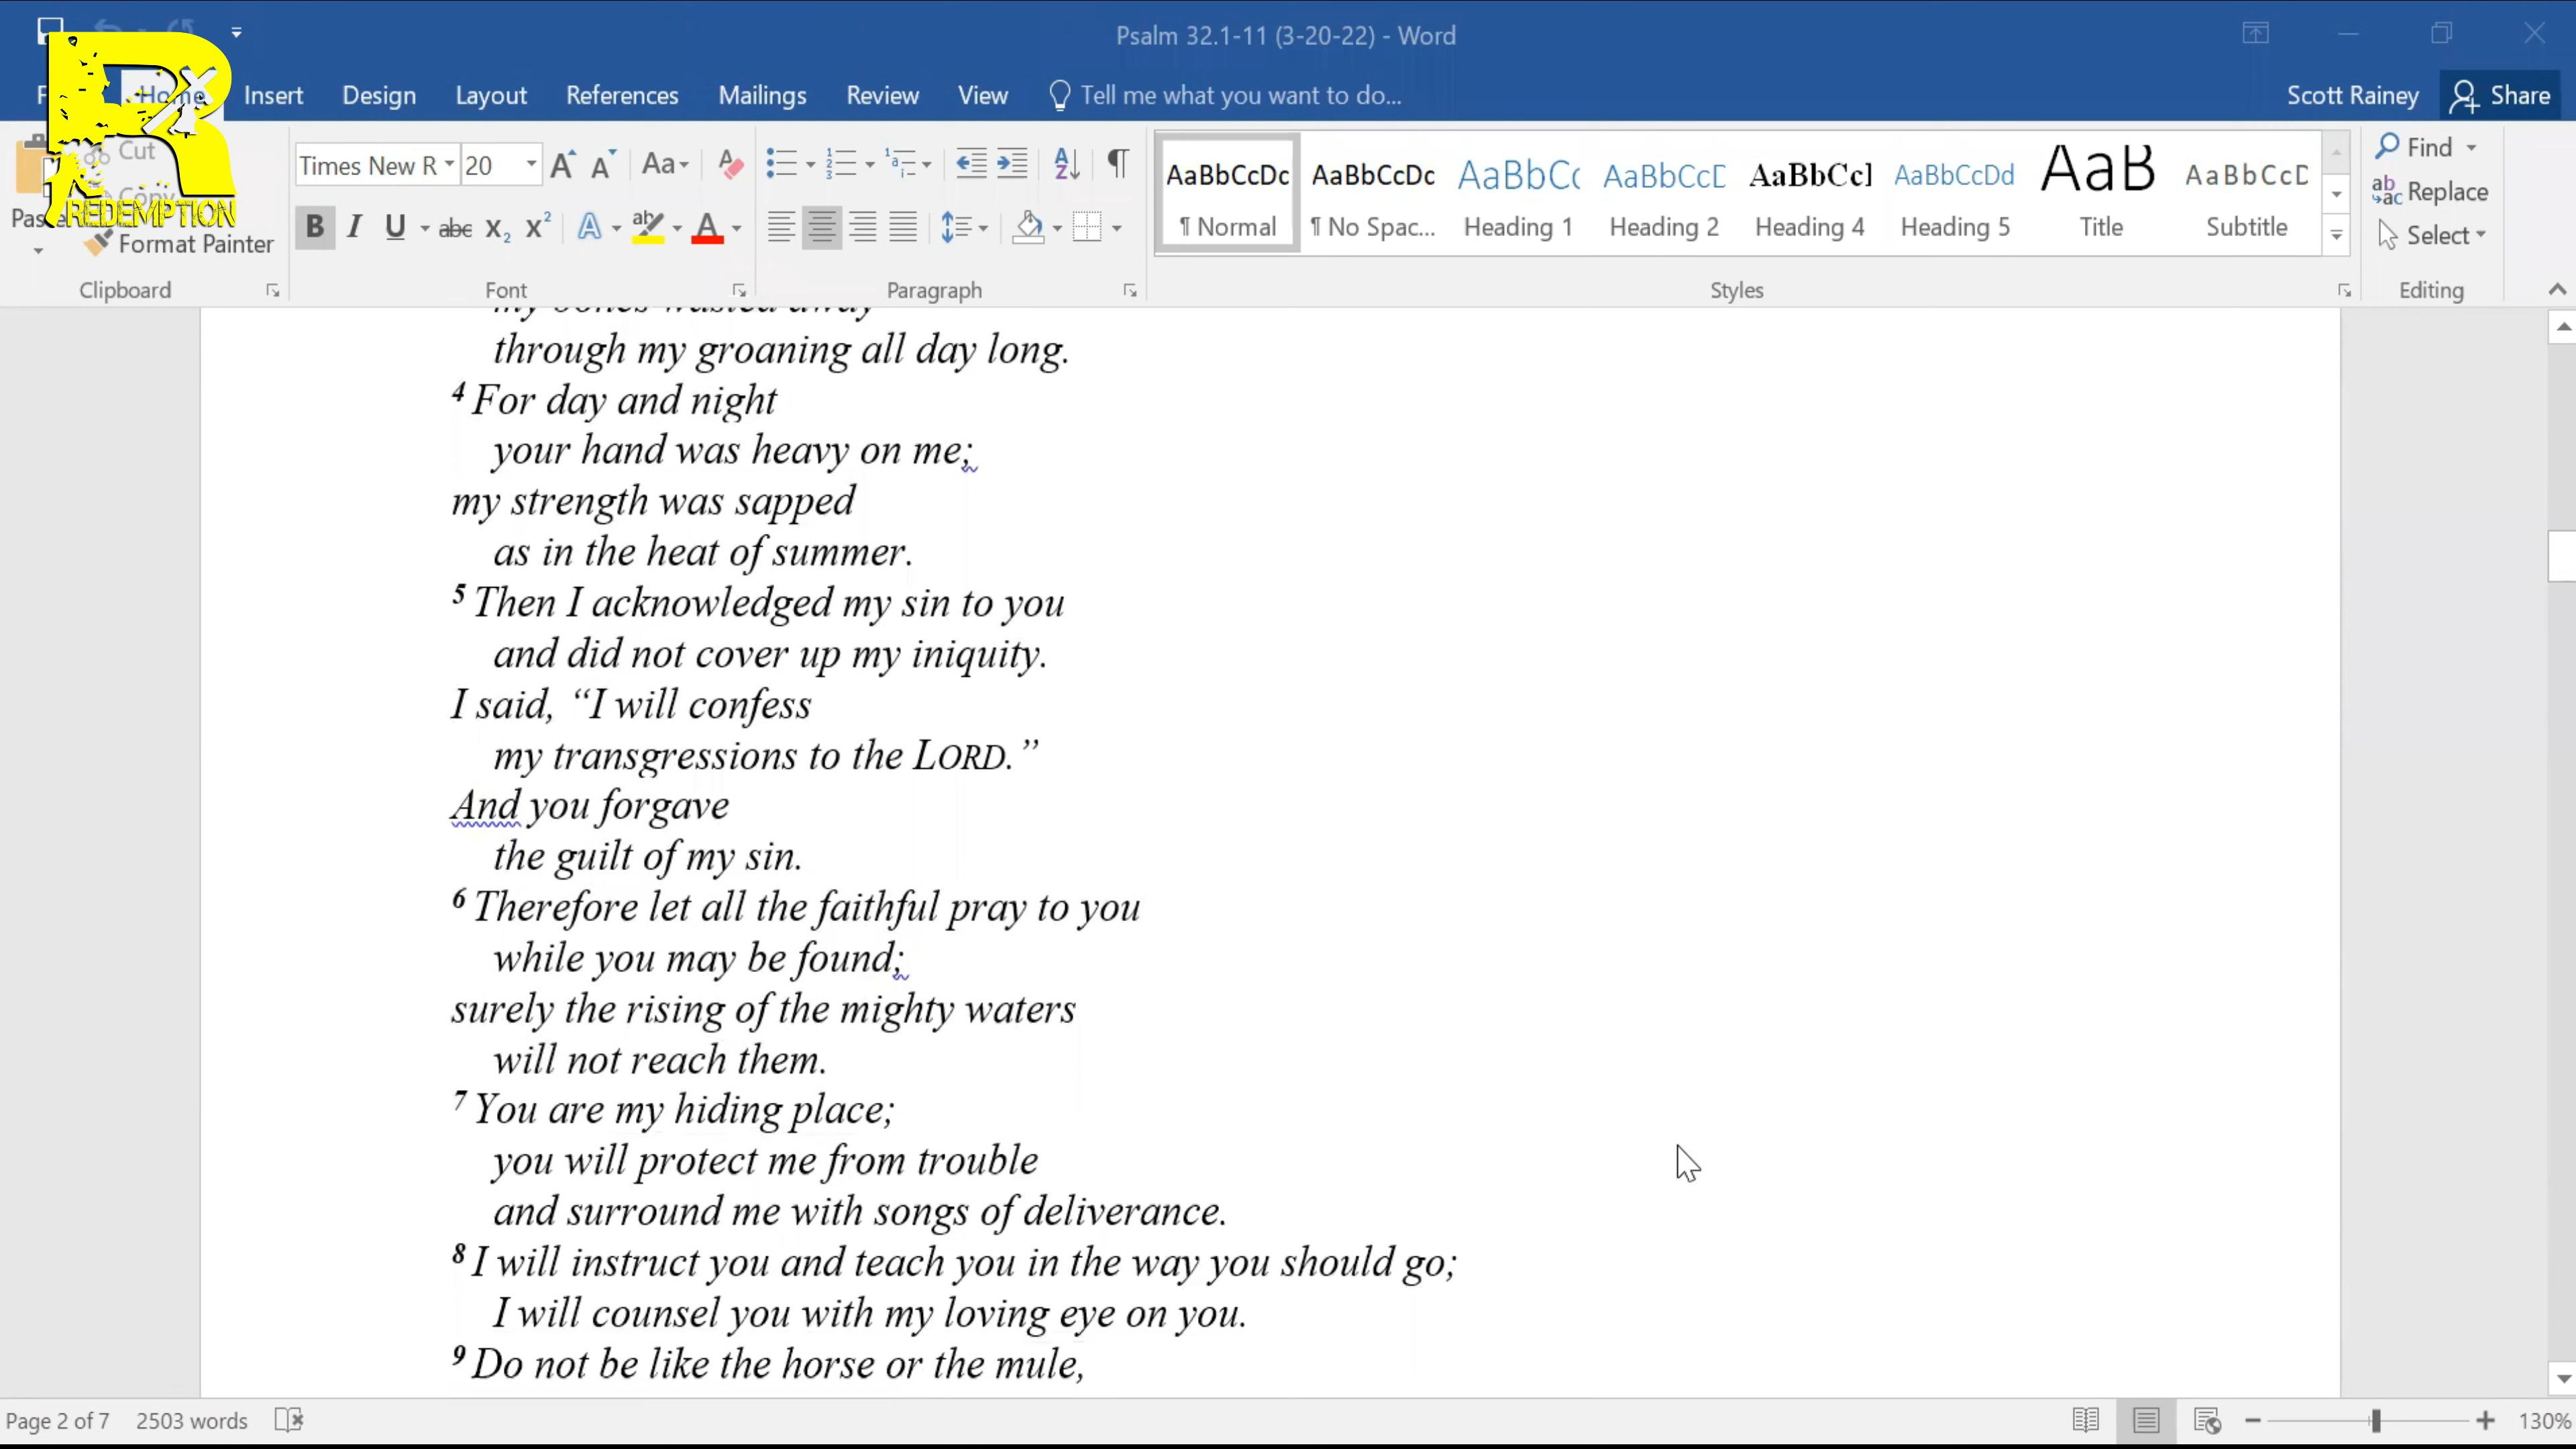 Psalm 32.1-11 (3-20-22) - Word
Home Insert Design Layout References Mailings Review View Tell me what you want to do... Scott Rainey Share
Cut
Copy
REDEMPTION
Format Painter
Clipboard
Times New R 20
Font
Paragraph
AaBbCcDc AaBbCcDc AaBbC AaBbCcD AaBbCc AaBbCcDd AaB AaBbCcD
¶ Normal ¶ No Spac... Heading 1 Heading 2 Heading 4 Heading 5 Title Subtitle
Styles
Find
Replace
Select
Editing
my bones wasted away
through my groaning all day long.
4 For day and night
your hand was heavy on me;
my strength was sapped
as in the heat of summer.
5 Then I acknowledged my sin to you
and did not cover up my iniquity.
I said, “I will confess
my transgressions to the LORD.”
And you forgave
the guilt of my sin.
6 Therefore let all the faithful pray to you
while you may be found;
surely the rising of the mighty waters
will not reach them.
7 You are my hiding place;
you will protect me from trouble
and surround me with songs of deliverance.
8 I will instruct you and teach you in the way you should go;
I will counsel you with my loving eye on you.
9 Do not be like the horse or the mule,
Page 2 of 7 2503 words 130%